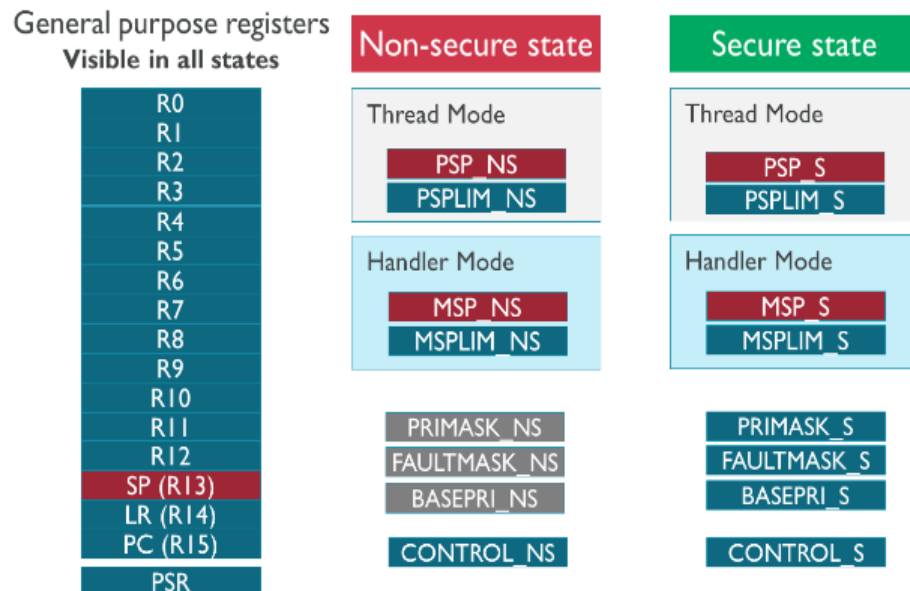 General purpose registers
Visible in all states
R0
R1
R2
R3
R4
R5
R6
R7
R8
R9
R10
R11
R12
SP (R13)
LR (R14)
PC (R15)
PSR
Non-secure state
Thread Mode
PSP_NS
PSPLIM_NS
Handler Mode
MSP_NS
MSPLIM_NS
PRIMASK_NS
FAULTMASK_NS
BASEPRI_NS
CONTROL_NS
Secure state
Thread Mode
PSP_S
PSPLIM_S
Handler Mode
MSP_S
MSPLIM_S
PRIMASK_S
FAULTMASK_S
BASEPRI_S
CONTROL_S